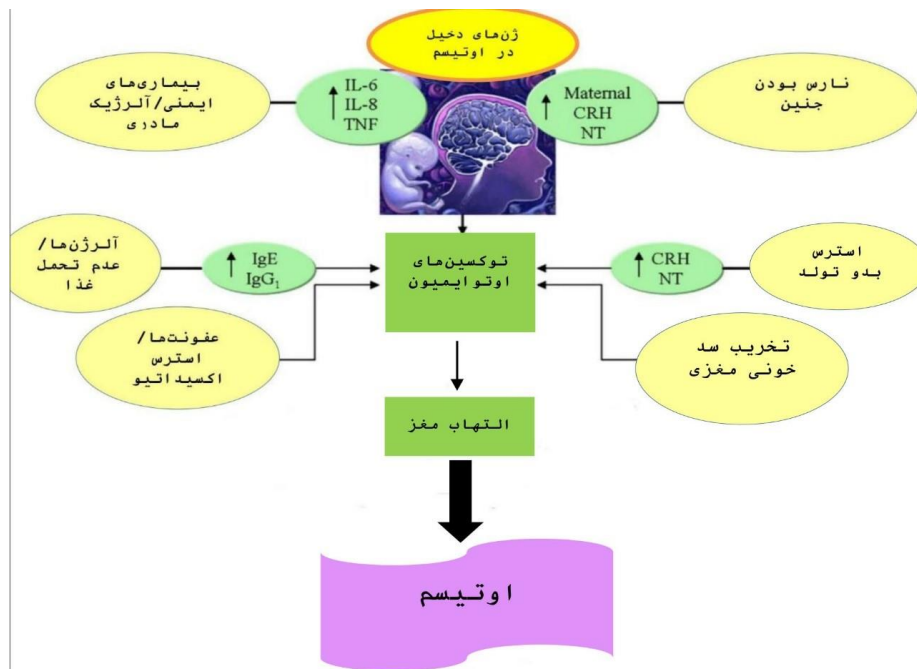 ژن‌های دخیل
در اوتیسم
بیماری‌های
ایمنی/آلرژیک
مادری
IL-6
IL-8
TNF
Maternal
CRH
NT
نارس بودن
جنین
آلرژن‌ها/
عدم تحمل
غذا
IgE
IgG₁
توکسین‌های
اوتوایمیون
CRH
NT
استرس
بدو تولد
عفونت‌ها/
استرس
اکسیداتیو
تخریب سد
خونی مغزی
التهاب مغز
اوتیسم